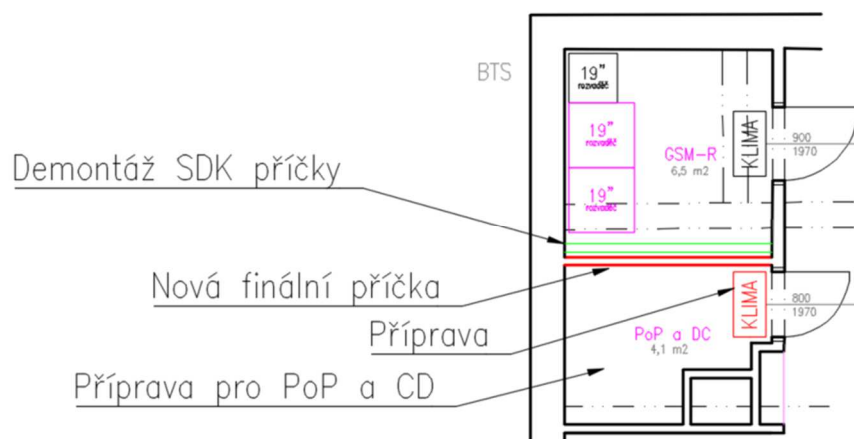 BTS
19"
rozvaděč
19"
rozvaděč
19"
rozvaděč
KLIMA
GSM-R
6,5 m2
900
1970
Demontáž SDK příčky
Nová finální příčka
Příprava
Příprava pro PoP a CD
KLIMA
PoP a DC
4,1 m2
800
1970